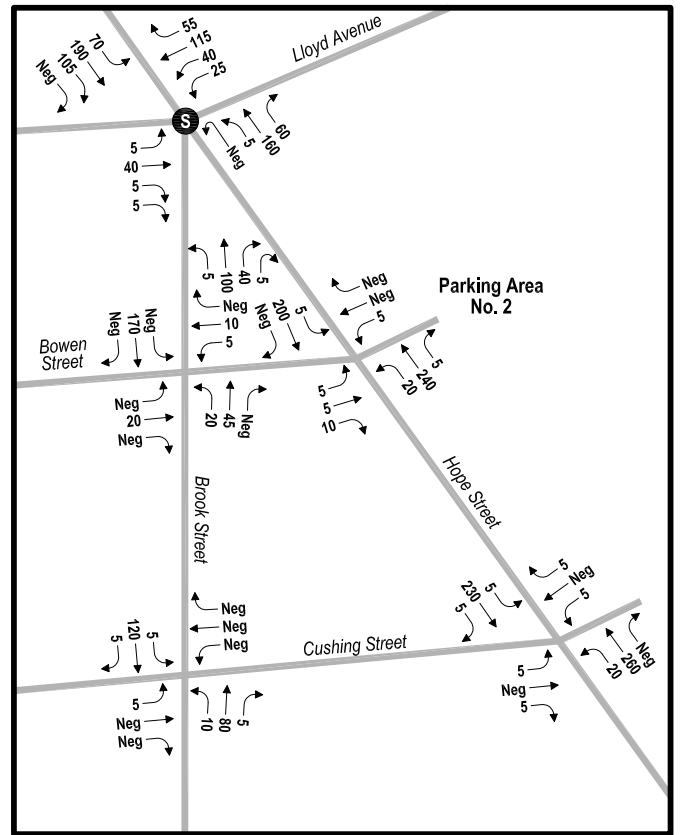 55
115
40
25
Lloyd Avenue
70
190
105
Neg
S
60
160
5
Neg
5
40
5
5
5
100
40
5
Neg
10
5
Neg
200
5
Neg
Neg
5
Parking Area
No. 2
Bowen
Street
Neg
170
Neg
Neg
20
Neg
20
45
Neg
5
5
10
20
240
5
Hope Street
Brook Street
5
120
5
Neg
Neg
Neg
Cushing Street
5
230
5
5
Neg
5
5
Neg
Neg
10
80
5
5
Neg
5
20
260
Neg